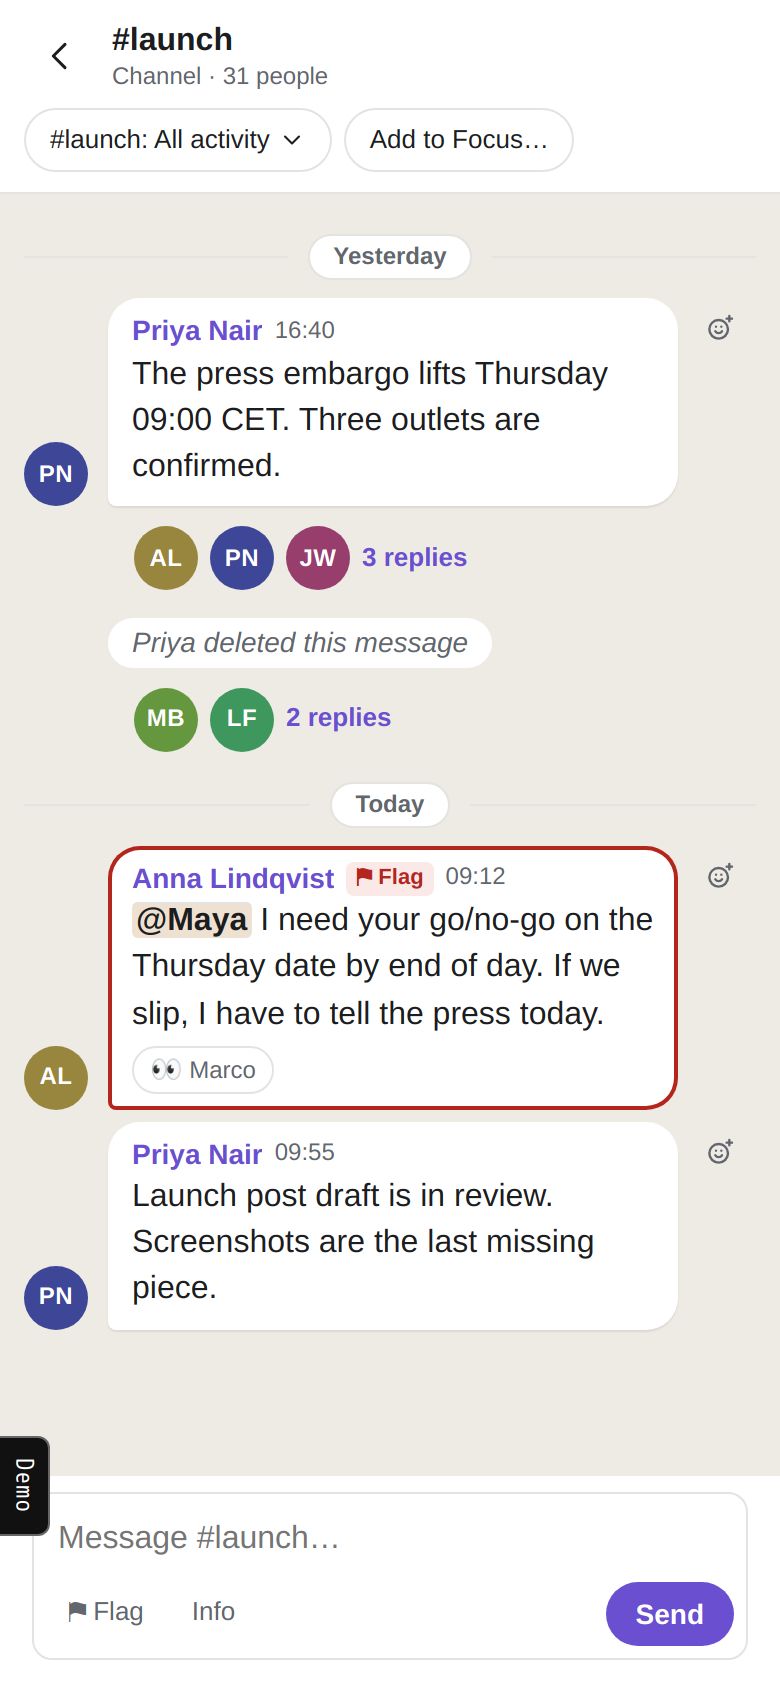 #launch
Channel · 31 people
#launch: All activity
Add to Focus…
Yesterday
Priya Nair 16:40
The press embargo lifts Thursday
09:00 CET. Three outlets are
confirmed.
PN
AL PN JW 3 replies
Priya deleted this message
MB LF 2 replies
Today
Anna Lindqvist Flag 09:12
@Maya I need your go/no-go on the
Thursday date by end of day. If we
slip, I have to tell the press today.
👀 Marco
AL
Priya Nair 09:55
Launch post draft is in review.
Screenshots are the last missing
piece.
PN
Demo
Message #launch…
Flag Info Send